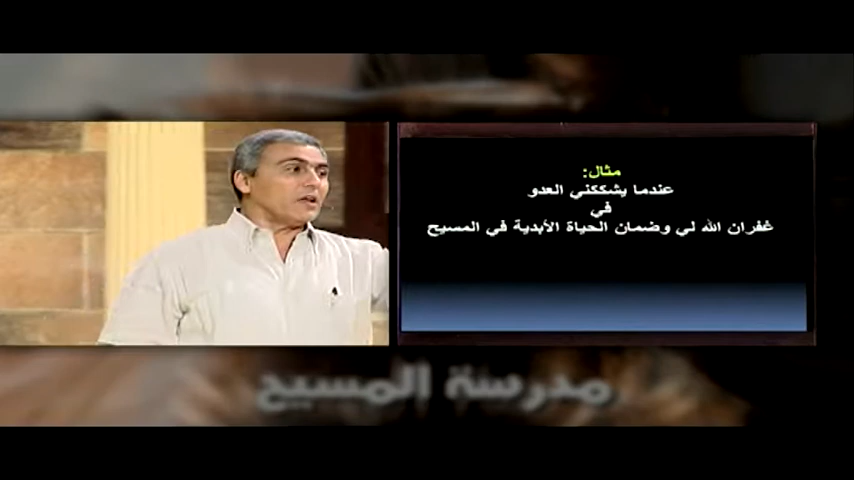 مثال:
عندما يشككني العدو
في
غفران الله لي وضمان الحياة الأبدية في المسيح
مدرسة المسيح